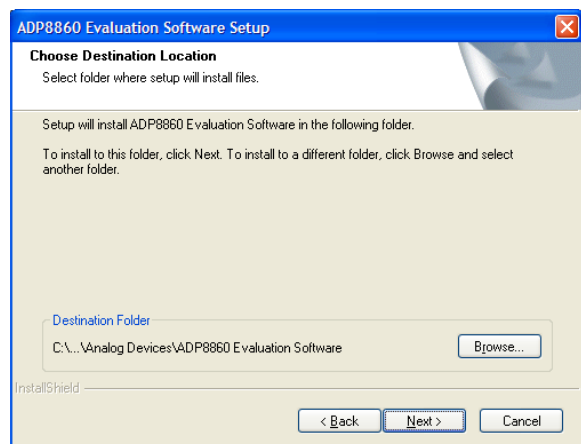 ADP8860 Evaluation Software Setup
Choose Destination Location
Select folder where setup will install files.
Setup will install ADP8860 Evaluation Software in the following folder.
To install to this folder, click Next. To install to a different folder, click Browse and select
another folder.
Destination Folder
C:\...\Analog Devices\ADP8860 Evaluation Software
Browse...
InstallShield
< Back
Next >
Cancel